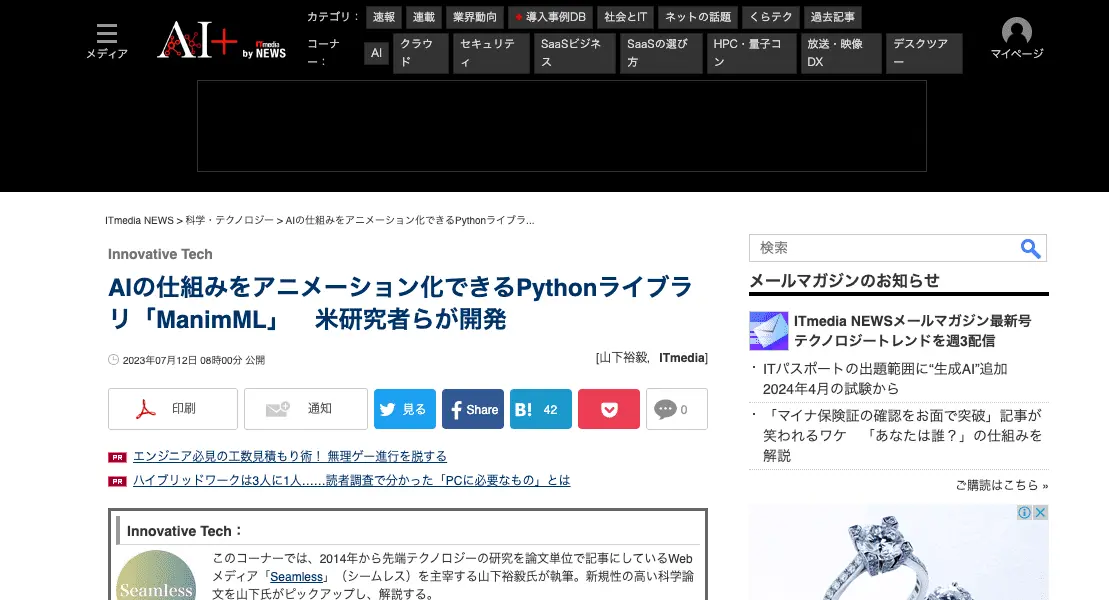 メディア
AI+ by ITmedia NEWS
カテゴリ： 速報 連載 業界動向 導入事例DB 社会とIT ネットの話題 くらテク 過去記事
コーナー： AI クラウド セキュリティ SaaSビジネス SaaSの選び方 HPC・量子コン 放送・映像DX デスクツアー
マイページ
ITmedia NEWS > 科学・テクノロジー > AIの仕組みをアニメーション化できるPythonライブラ...
Innovative Tech
AIの仕組みをアニメーション化できるPythonライブラ
リ「ManimML」　米研究者らが開発
2023年07月12日 08時00分 公開
[山下裕毅, ITmedia]
印刷 通知 見る Share B! 42 0
PR エンジニア必見の工数見積もり術！ 無理ゲー進行を脱する
PR ハイブリッドワークは3人に1人……読者調査で分かった「PCに必要なもの」とは
Innovative Tech：
Seamless
このコーナーでは、2014年から先端テクノロジーの研究を論文単位で記事にしているWeb
メディア「Seamless」（シームレス）を主宰する山下裕毅氏が執筆。新規性の高い科学論
文を山下氏がピックアップし、解説する。
検索
メールマガジンのお知らせ
ITmedia NEWSメールマガジン最新号
テクノロジートレンドを週3配信
・ITパスポートの出題範囲に“生成AI”追加
2024年4月の試験から
・「マイナ保険証の確認をお面で突破」記事が
笑われるワケ　「あなたは誰？」の仕組みを
解説
ご購読はこちら »